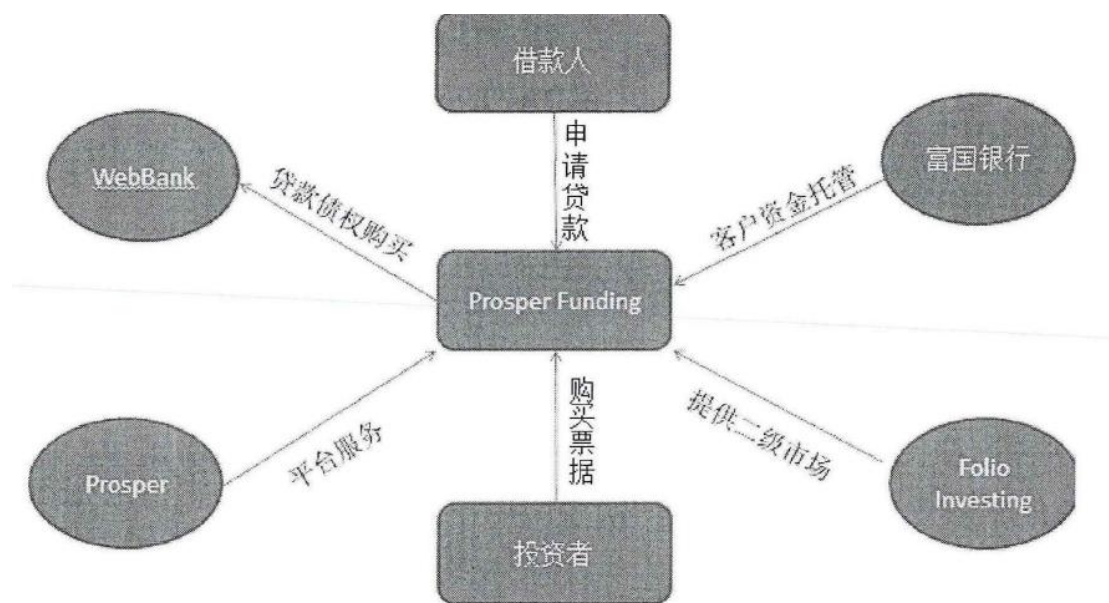 借款人
申请贷款
WebBank
富国银行
贷款债权购买
客户资金托管
Prosper Funding
平台服务
购买票据
提供二级市场
Prosper
Folio
Investing
投资者